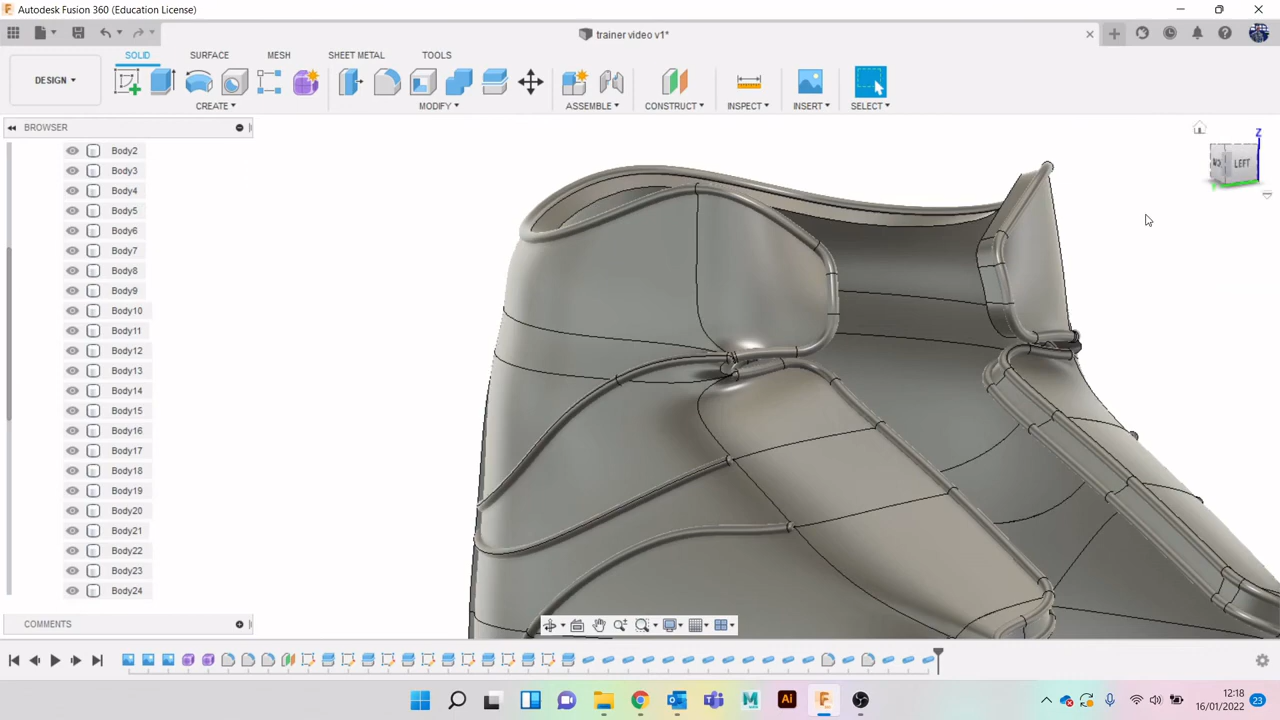 Autodesk Fusion 360 (Education License)
trainer video v1*
SOLID SURFACE MESH SHEET METAL TOOLS
DESIGN ▾
CREATE ▾ MODIFY ▾ ASSEMBLE ▾ CONSTRUCT ▾ INSPECT ▾ INSERT ▾ SELECT ▾
BROWSER
Z
LEFT
Body2
Body3
Body4
Body5
Body6
Body7
Body8
Body9
Body10
Body11
Body12
Body13
Body14
Body15
Body16
Body17
Body18
Body19
Body20
Body21
Body22
Body23
Body24
COMMENTS
12:18
16/01/2022
23